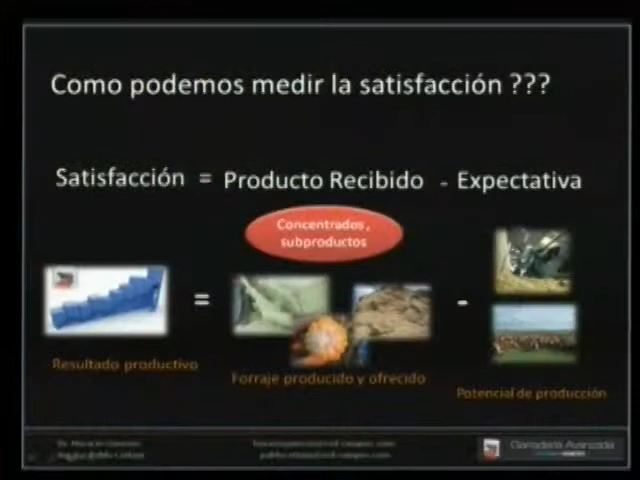 Como podemos medir la satisfacción ???
Satisfacción = Producto Recibido - Expectativa
Concentrados,
subproductos
= -
Resultado productivo
Forraje producido y ofrecido
Potencial de producción
Ganadería Avanzada